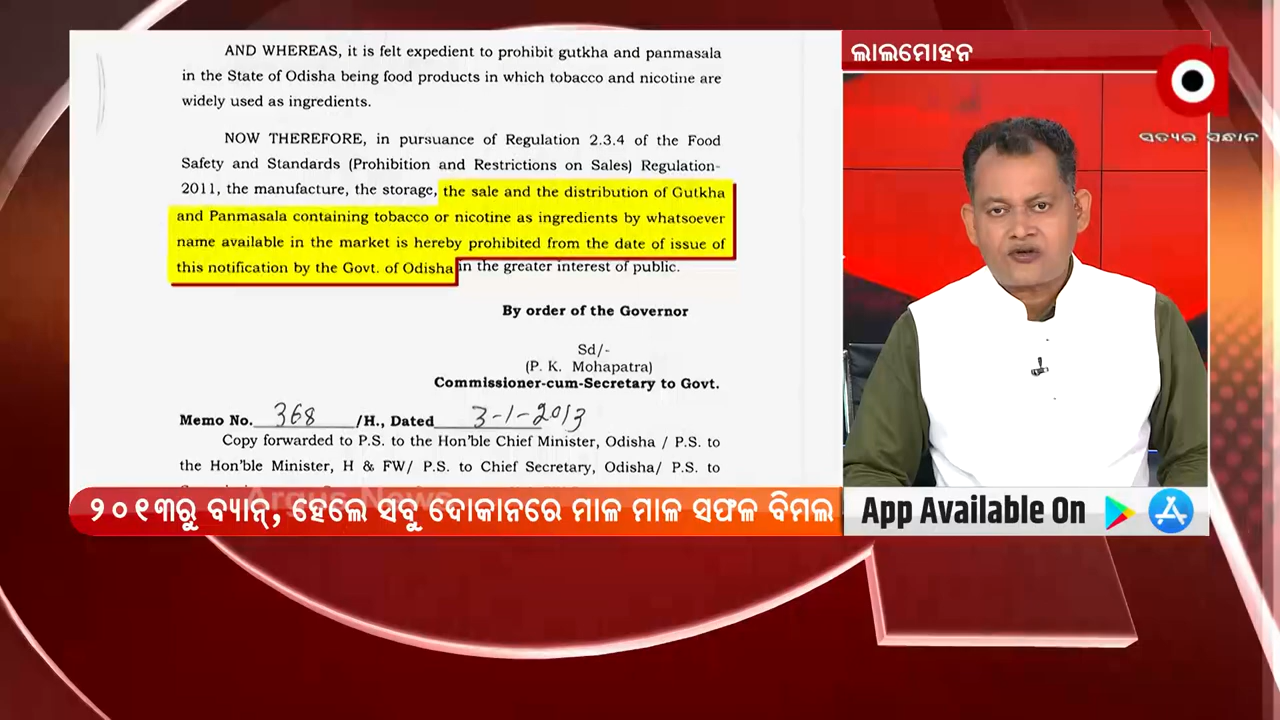 AND WHEREAS, it is felt expedient to prohibit gutkha and panmasala
in the State of Odisha being food products in which tobacco and nicotine are
widely used as ingredients.
NOW THEREFORE, in pursuance of Regulation 2.3.4 of the Food
Safety and Standards (Prohibition and Restrictions on Sales) Regulation-
2011, the manufacture, the storage, the sale and the distribution of Gutkha
and Panmasala containing tobacco or nicotine as ingredients by whatsoever
name available in the market is hereby prohibited from the date of issue of
this notification by the Govt. of Odisha in the greater interest of public.
By order of the Governor
Sd/-
(P. K. Mohapatra)
Commissioner-cum-Secretary to Govt.
Memo No. 368 /H., Dated 3-1-2013
Copy forwarded to P.S. to the Hon'ble Chief Minister, Odisha / P.S. to
the Hon'ble Minister, H & FW/ P.S. to Chief Secretary, Odisha/ P.S. to
Argus News
୨୦୧୩ରୁ ବ୍ୟାନ୍, ହେଲେ ସବୁ ଦୋକାନରେ ମାଳ ମାଳ ସଫଳ ବିମଲ
ଲାଲମୋହନ
ସତ୍ୟର ସନ୍ଧାନ
App Available On